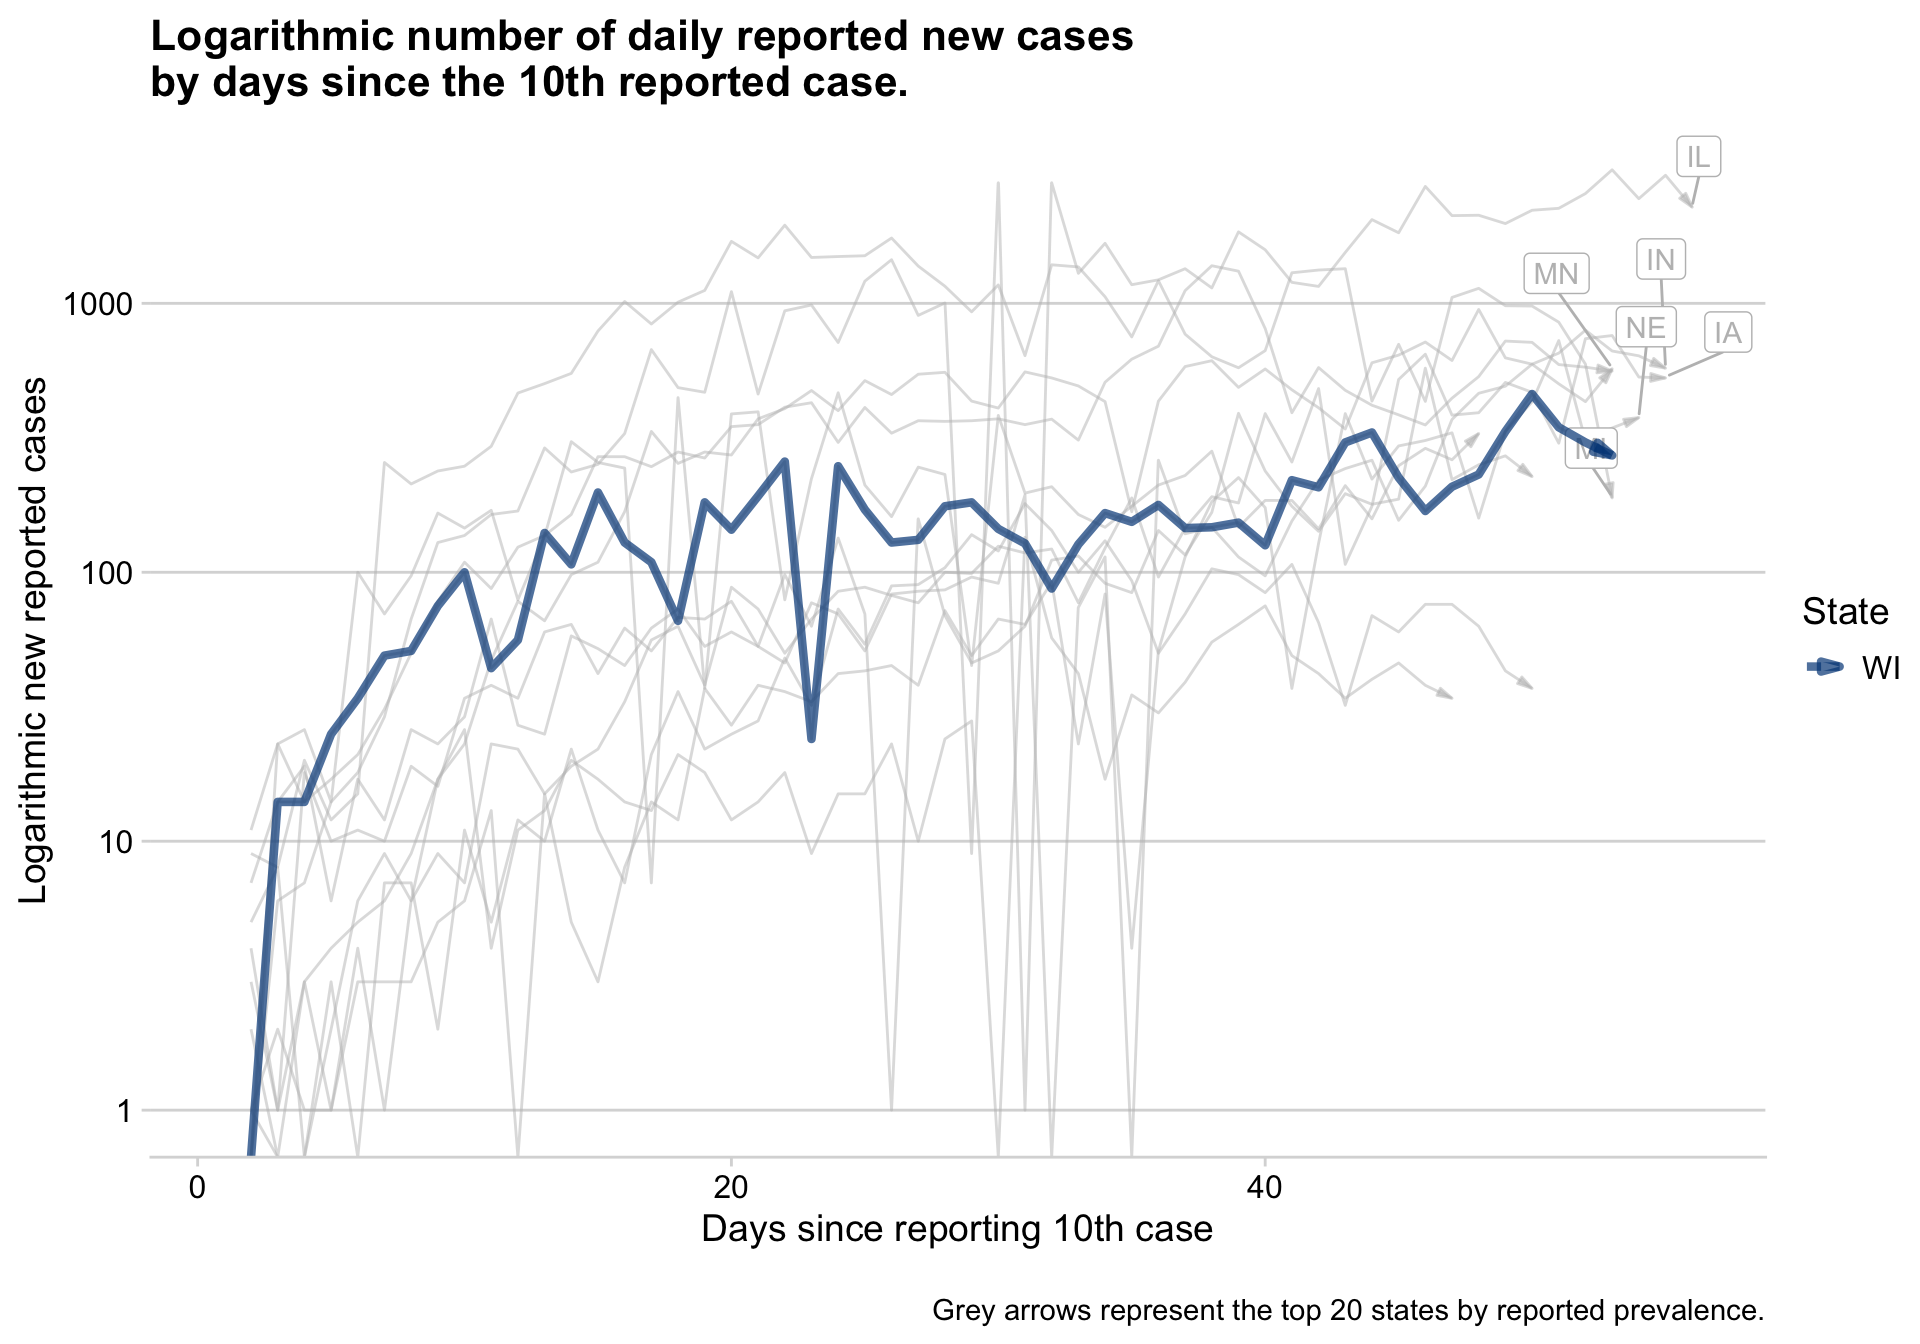 Logarithmic number of daily reported new cases
by days since the 10th reported case.
IL
IN
MN
NE
IA
1000
100
10
1
Logarithmic new reported cases
0
20
40
Days since reporting 10th case
State
WI
Grey arrows represent the top 20 states by reported prevalence.